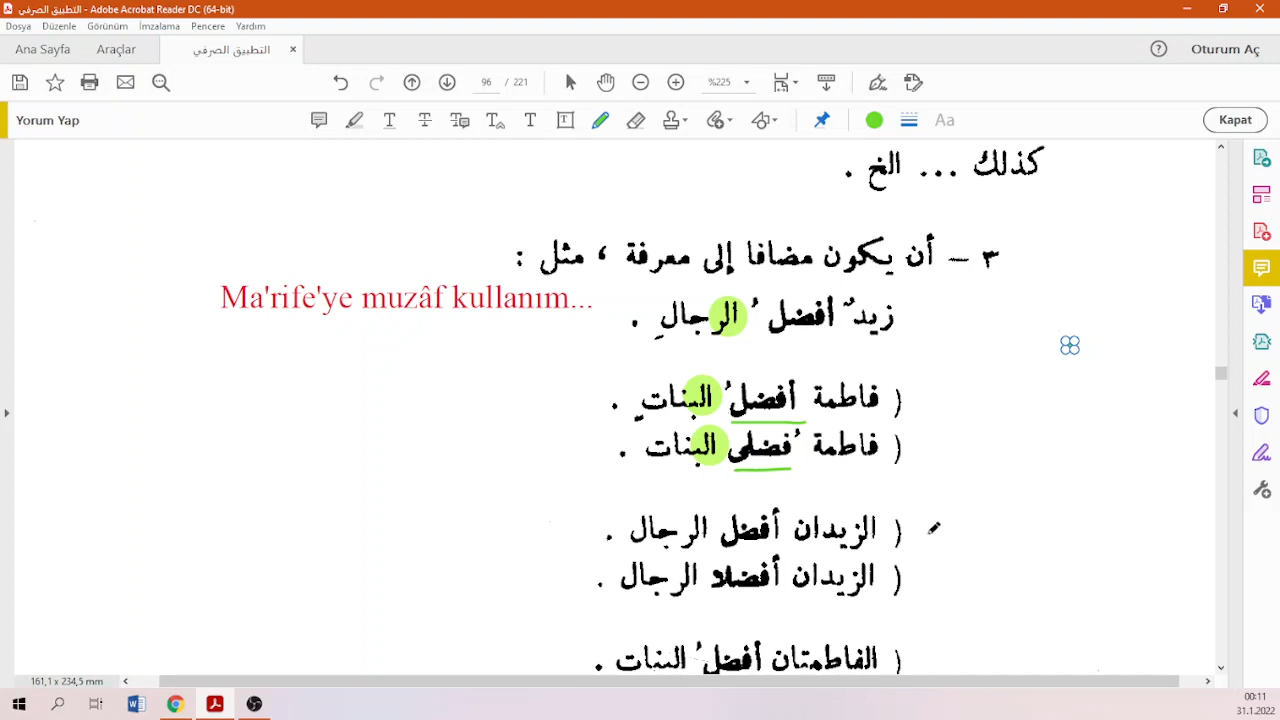 التطبيق الصرفي - Adobe Acrobat Reader DC (64-bit)
Dosya Düzenle Görünüm İmzalama Pencere Yardım
Ana Sayfa Araçlar التطبيق الصرفي × Oturum Aç
96 / 221 %225
Yorum Yap Aa Kapat
كذلك ... الخ .
٣ – أن يكون مضافا إلى معرفة ، مثل :
Ma'rife'ye muzâf kullanım...
زيدٌ أفضلُ الرجالِ .
( فاطمة أفضلُ البناتِ .
( فاطمة فُضلى البنات .
( الزيدان أفضل الرجال .
( الزيدان أفضلا الرجال .
( الفاطمتان أفضلُ البنات .
161,1 x 234,5 mm
00:11
31.1.2022